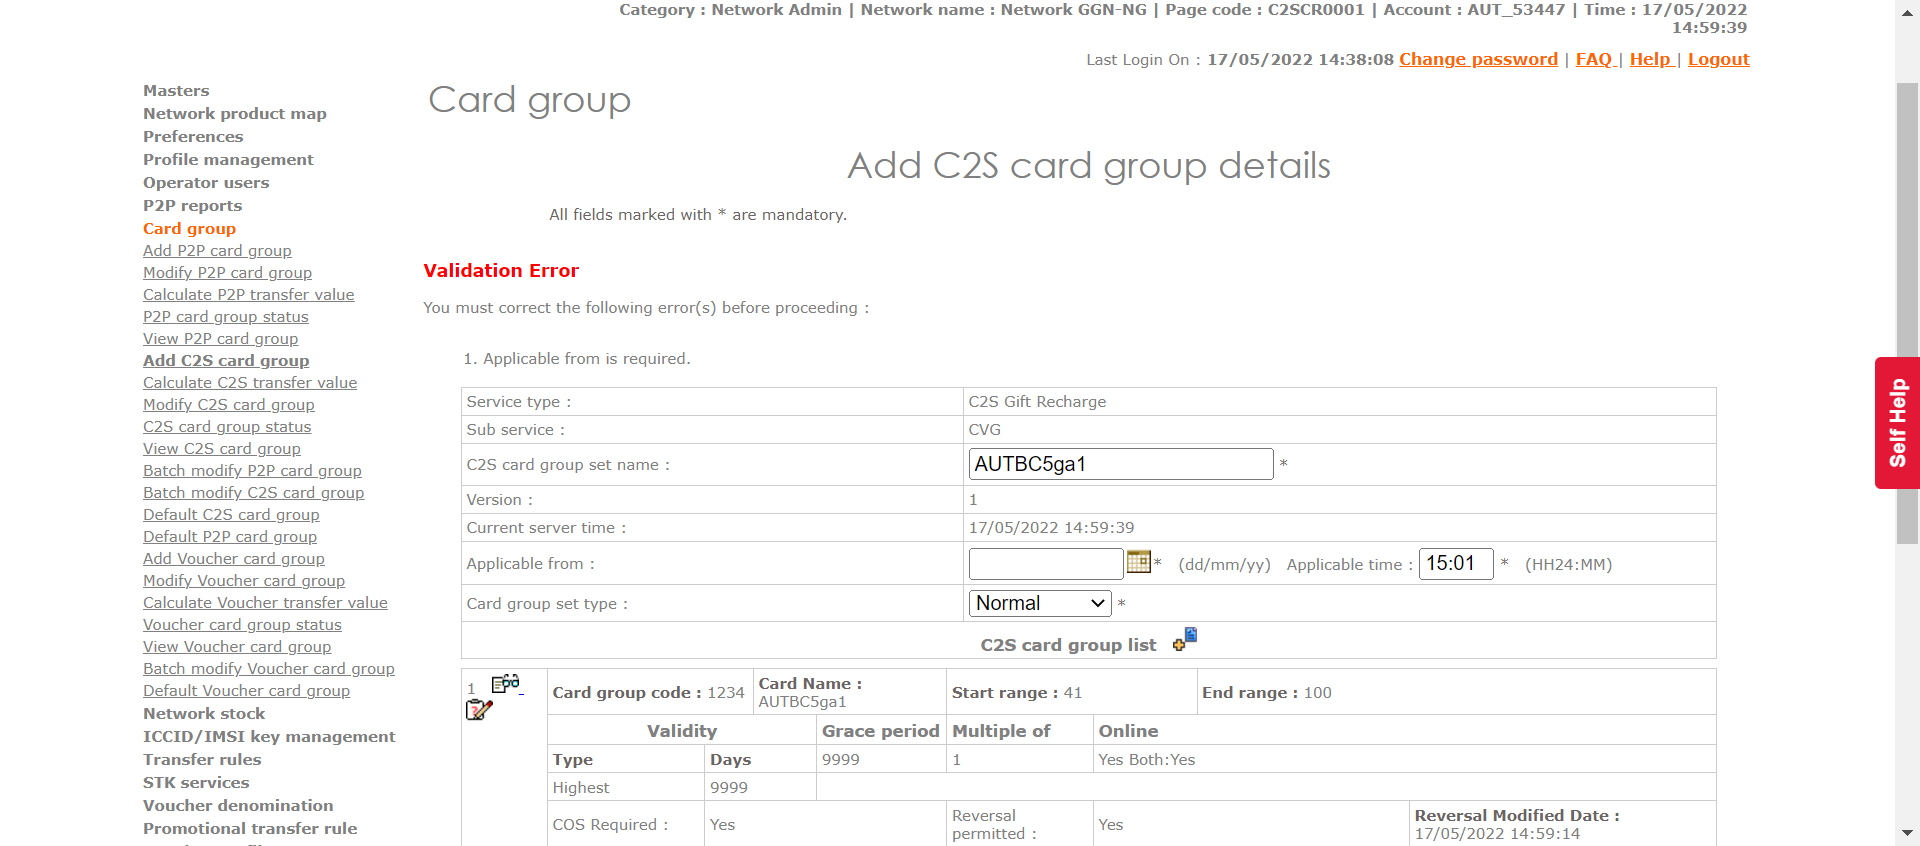 Category : Network Admin | Network name : Network GGN-NG | Page code : C2SCR0001 | Account : AUT_53447 | Time : 17/05/2022
14:59:39
Last Login On : 17/05/2022 14:38:08 Change password | FAQ | Help | Logout
Masters
Network product map
Preferences
Profile management
Operator users
P2P reports
Card group
Add P2P card group
Modify P2P card group
Calculate P2P transfer value
P2P card group status
View P2P card group
Add C2S card group
Calculate C2S transfer value
Modify C2S card group
C2S card group status
View C2S card group
Batch modify P2P card group
Batch modify C2S card group
Default C2S card group
Default P2P card group
Add Voucher card group
Modify Voucher card group
Calculate Voucher transfer value
Voucher card group status
View Voucher card group
Batch modify Voucher card group
Default Voucher card group
Network stock
ICCID/IMSI key management
Transfer rules
STK services
Voucher denomination
Promotional transfer rule
Card group
Add C2S card group details
All fields marked with * are mandatory.
Validation Error
You must correct the following error(s) before proceeding :
1. Applicable from is required.
Service type : C2S Gift Recharge
Sub service : CVG
C2S card group set name : AUTBC5ga1 *
Version : 1
Current server time : 17/05/2022 14:59:39
Applicable from : * (dd/mm/yy) Applicable time : 15:01 * (HH24:MM)
Card group set type : Normal *
C2S card group list
1 Card group code : 1234 Card Name : AUTBC5ga1 Start range : 41 End range : 100
Validity Grace period Multiple of Online
Type Days 9999 1 Yes Both:Yes
Highest 9999
COS Required : Yes Reversal permitted : Yes Reversal Modified Date : 17/05/2022 14:59:14
Self Help